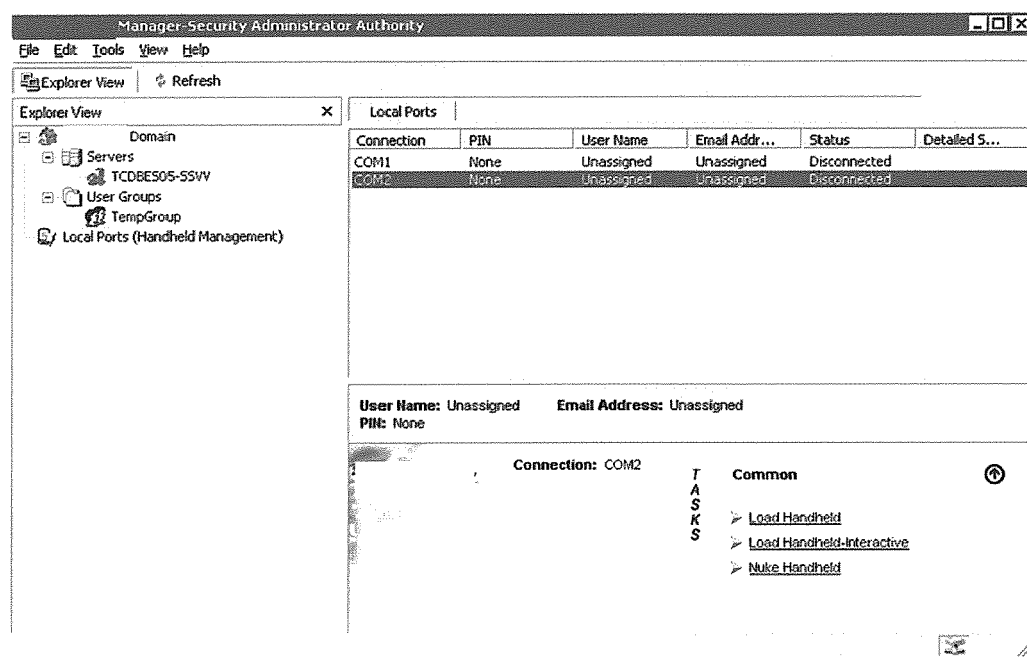 Manager-Security Administrator Authority
File Edit Tools View Help
Explorer View Refresh
Explorer View
Domain
Servers
TCDBES05-SSVV
User Groups
TempGroup
Local Ports (Handheld Management)
Local Ports
Connection PIN User Name Email Addr... Status Detailed S...
COM1 None Unassigned Unassigned Disconnected
COM2 None Unassigned Unassigned Disconnected
User Name: Unassigned Email Address: Unassigned
PIN: None
Connection: COM2
TASKS
Common
Load Handheld
Load Handheld-Interactive
Nuke Handheld